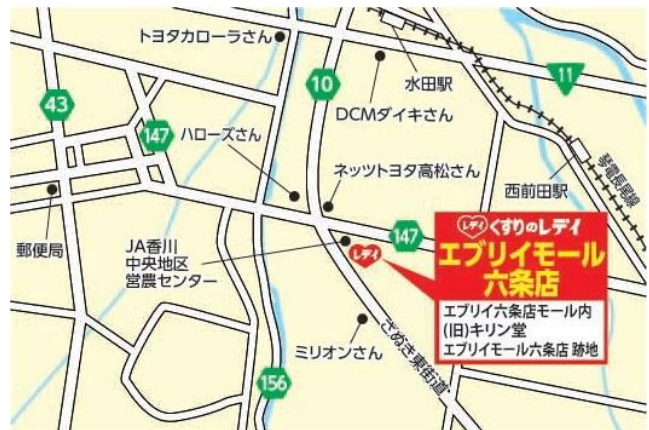 トヨタカローラさん
10
水田駅
11
43
DCMダイキさん
147
ハローズさん
ネッツトヨタ高松さん
琴電長尾線
西前田駅
郵便局
JA香川
中央地区
営農センター
147
レディ
レディ くすりのレディ
エブリイモール
六条店
エブリイ六条店モール内
(旧)キリン堂
エブリイモール六条店 跡地
ミリオンさん
さぬき東街道
156